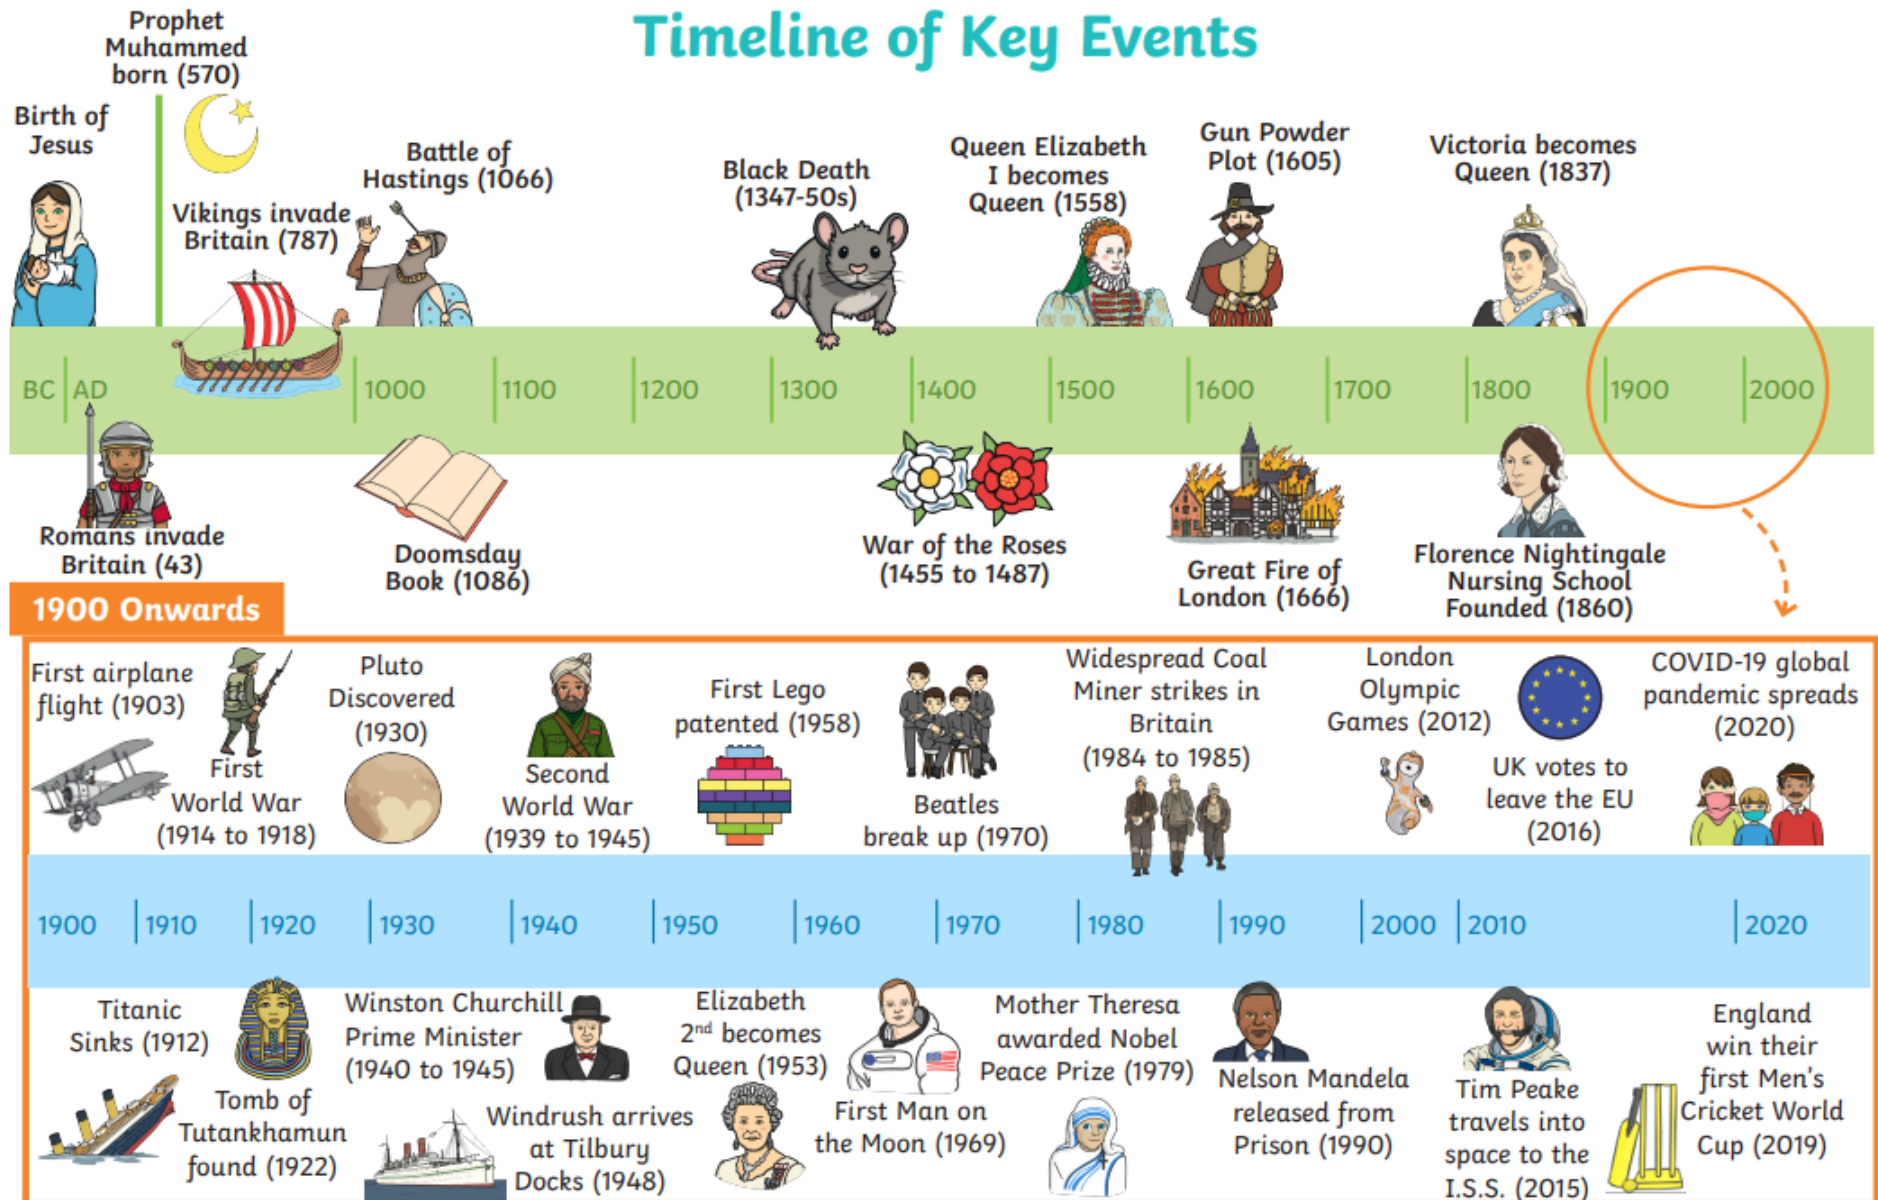 Timeline of Key Events
Birth of
Jesus
Prophet
Muhammed
born (570)
Vikings invade
Britain (787)
Battle of
Hastings (1066)
Black Death
(1347-50s)
Queen Elizabeth
I becomes
Queen (1558)
Gun Powder
Plot (1605)
Victoria becomes
Queen (1837)
BC AD 1000 1100 1200 1300 1400 1500 1600 1700 1800 1900 2000
Romans invade
Britain (43)
Doomsday
Book (1086)
War of the Roses
(1455 to 1487)
Great Fire of
London (1666)
Florence Nightingale
Nursing School
Founded (1860)
1900 Onwards
First airplane
flight (1903)
First
World War
(1914 to 1918)
Pluto
Discovered
(1930)
Second
World War
(1939 to 1945)
First Lego
patented (1958)
Beatles
break up (1970)
Widespread Coal
Miner strikes in
Britain
(1984 to 1985)
London
Olympic
Games (2012)
UK votes to
leave the EU
(2016)
COVID-19 global
pandemic spreads
(2020)
1900 1910 1920 1930 1940 1950 1960 1970 1980 1990 2000 2010 2020
Titanic
Sinks (1912)
Tomb of
Tutankhamun
found (1922)
Winston Churchill
Prime Minister
(1940 to 1945)
Windrush arrives
at Tilbury
Docks (1948)
Elizabeth
2nd becomes
Queen (1953)
First Man on
the Moon (1969)
Mother Theresa
awarded Nobel
Peace Prize (1979)
Nelson Mandela
released from
Prison (1990)
Tim Peake
travels into
space to the
I.S.S. (2015)
England
win their
first Men's
Cricket World
Cup (2019)